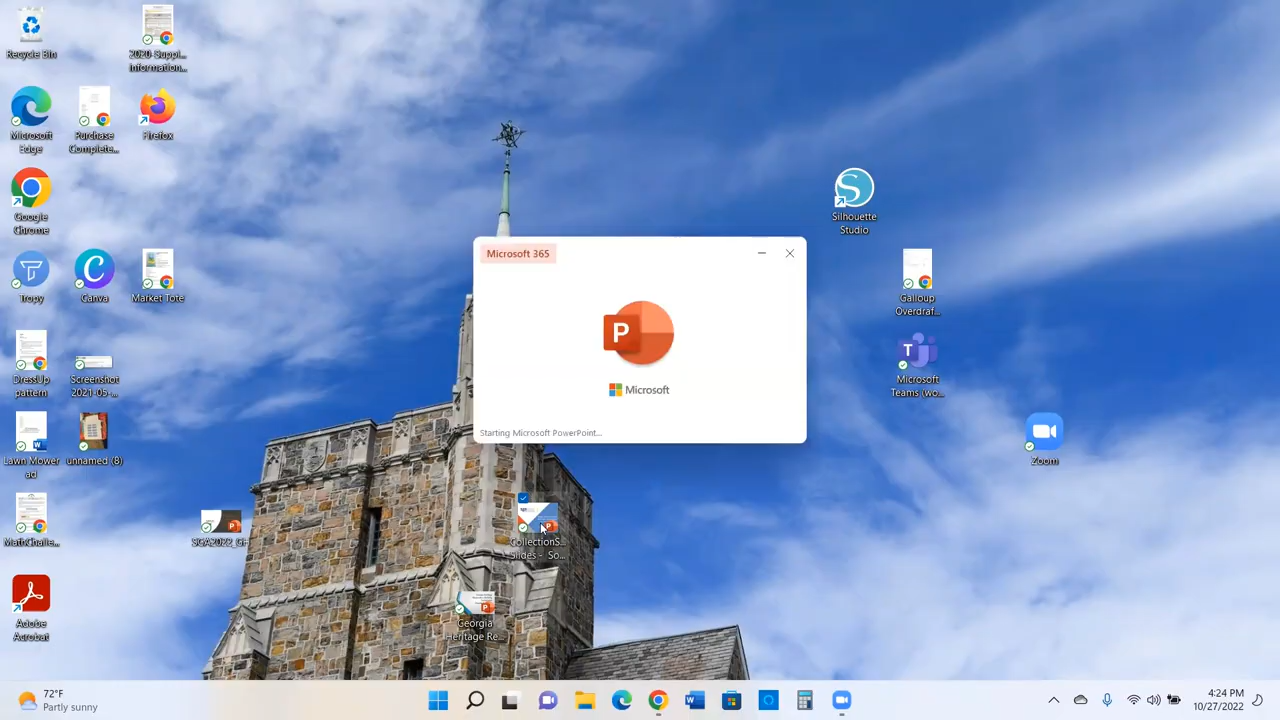 Recycle Bin
2020-Suppl...
Information...
Microsoft
Edge
Purchase
Complete...
Firefox
Google
Chrome
Tropy
Canva
Market Tote
DressUp
pattern
Screenshot
2021-05-...
Lawn Mower
ad
unnamed (8)
MathChalle...
SGA2022_GH
Adobe
Acrobat
Microsoft 365
P
Microsoft
Starting Microsoft PowerPoint...
CollectionS...
Slides - So...
Georgia
Heritage Re...
Silhouette
Studio
Galloup
Overdraf...
Microsoft
Teams (wo...
Zoom
72°F
Partly sunny
4:24 PM
10/27/2022